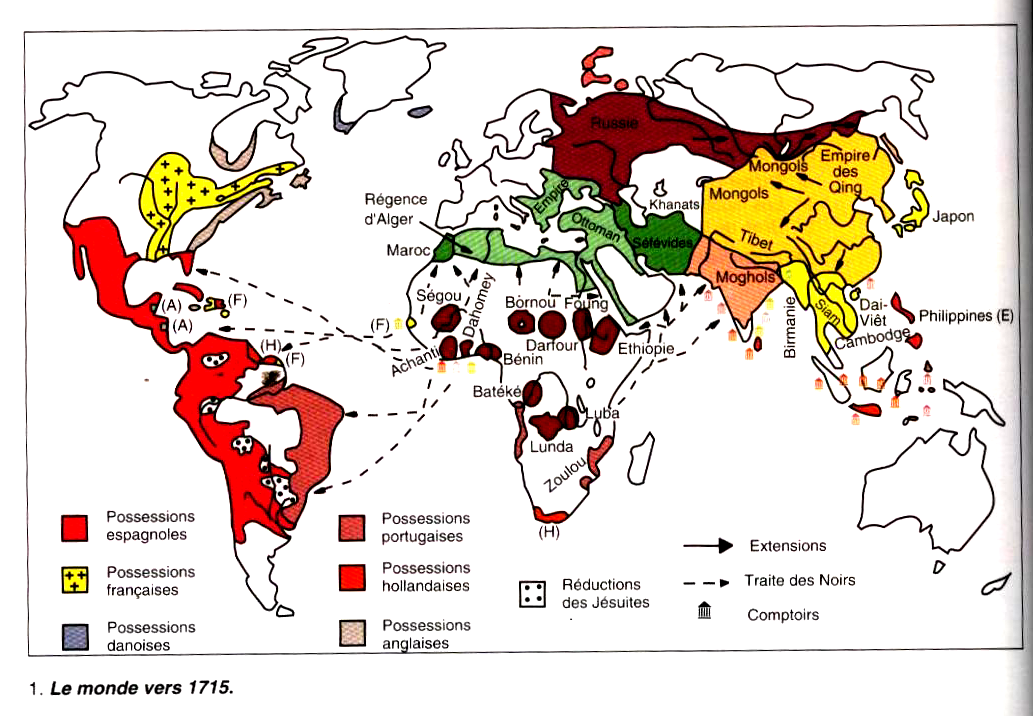 Russie
Mongols
Empire
des
Qing
Mongols
Khanats
Japon
Régence
d'Alger
Empire
Ottoman
Séfévides
Tibet
Maroc
Moghols
(A)
(F)
(A)
(F)
Ségou
Dahomey
Bornou
Foung
Birmanie
Siam
Dai-
Viêt
Philippines (E)
Cambodge
(H)
(F)
Achanti
Bénin
Darfour
Ethiopie
Batéké
Luba
Lunda
Zoulou
(H)
Possessions
espagnoles
Possessions
portugaises
Possessions
françaises
Possessions
hollandaises
Possessions
danoises
Possessions
anglaises
Réductions
des Jésuites
Extensions
Traite des Noirs
Comptoirs
1. Le monde vers 1715.